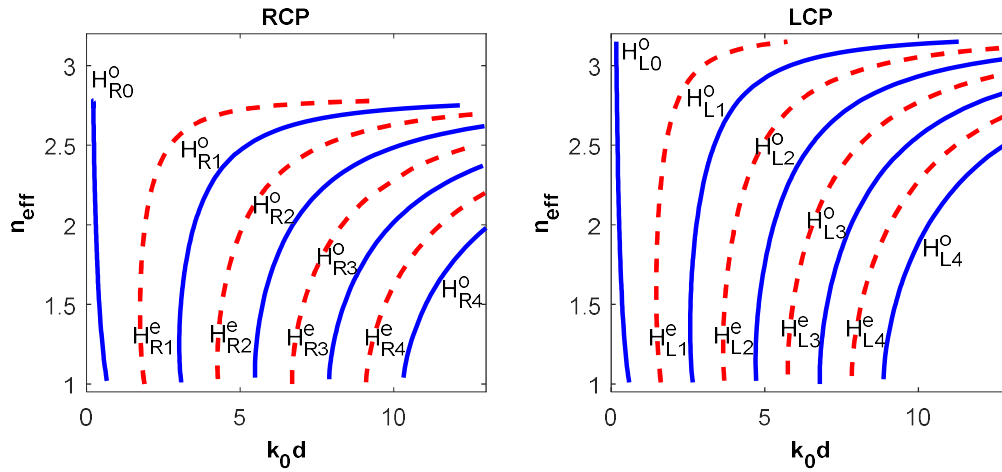 RCP
n_eff
3
2.5
2
1.5
1
H^o_R0
H^o_R1
H^o_R2
H^o_R3
H^o_R4
H^e_R1
H^e_R2
H^e_R3
H^e_R4
0
5
10
k_0d
LCP
n_eff
3
2.5
2
1.5
1
H^o_L0
H^o_L1
H^o_L2
H^o_L3
H^o_L4
H^e_L1
H^e_L2
H^e_L3
H^e_L4
0
5
10
k_0d